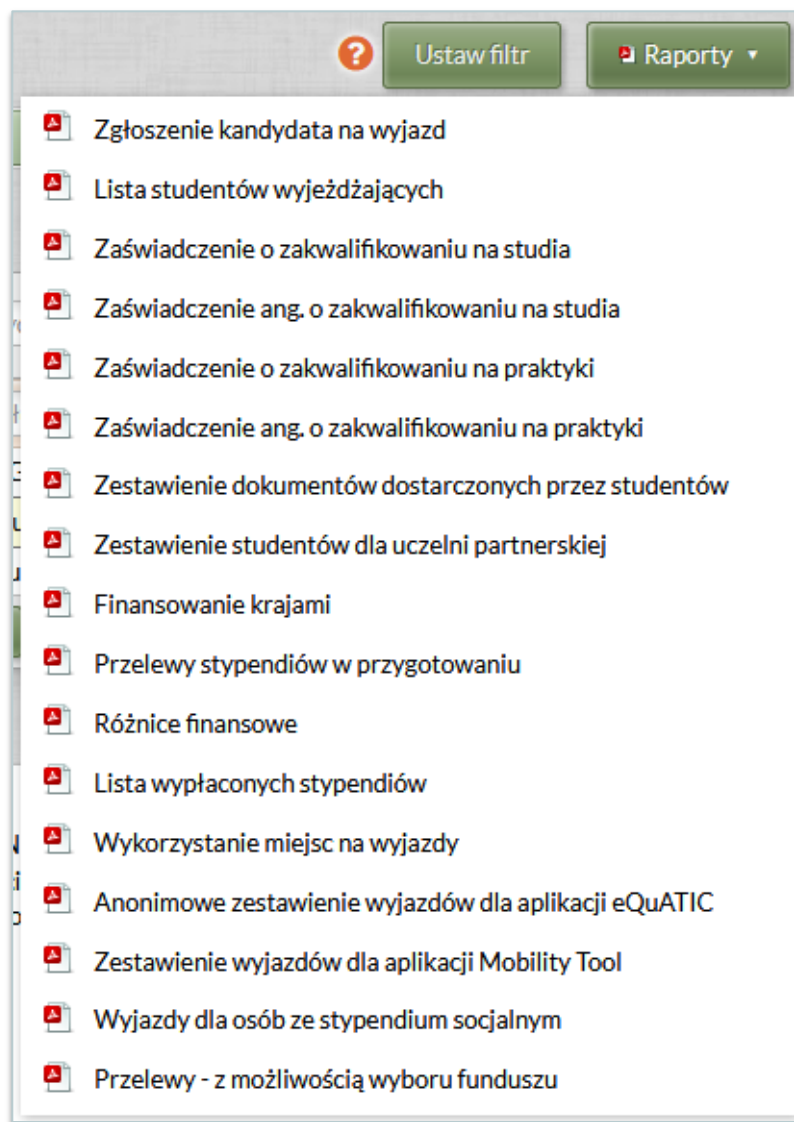 Ustaw filtr
Raporty
Zgłoszenie kandydata na wyjazd
Lista studentów wyjeżdżających
Zaświadczenie o zakwalifikowaniu na studia
Zaświadczenie ang. o zakwalifikowaniu na studia
Zaświadczenie o zakwalifikowaniu na praktyki
Zaświadczenie ang. o zakwalifikowaniu na praktyki
Zestawienie dokumentów dostarczonych przez studentów
Zestawienie studentów dla uczelni partnerskiej
Finansowanie krajami
Przelewy stypendiów w przygotowaniu
Różnice finansowe
Lista wypłaconych stypendiów
Wykorzystanie miejsc na wyjazdy
Anonimowe zestawienie wyjazdów dla aplikacji eQuATIC
Zestawienie wyjazdów dla aplikacji Mobility Tool
Wyjazdy dla osób ze stypendium socjalnym
Przelewy - z możliwością wyboru funduszu